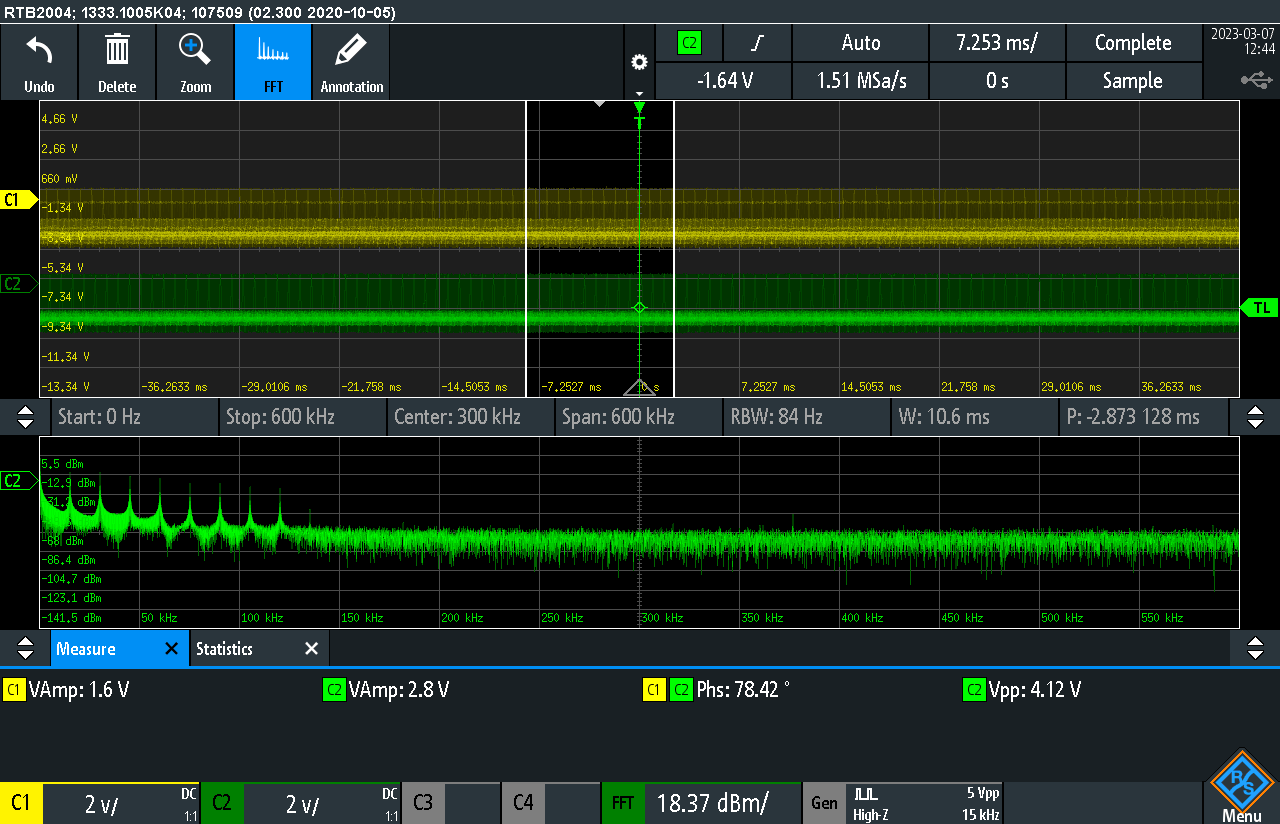 RTB2004; 1333.1005K04; 107509 (02.300 2020-10-05)
Undo Delete Zoom FFT Annotation
C2 Auto 7.253 ms/ Complete 2023-03-07
12:44
-1.64 V 1.51 MSa/s 0 s Sample
4.66 V
T
2.66 V
660 mV
C1
-1.34 V
-3.34 V
-5.34 V
C2
-7.34 V
TL
-9.34 V
-11.34 V
-13.34 V -36.2633 ms -29.0106 ms -21.758 ms -14.5053 ms -7.2527 ms 0 s 7.2527 ms 14.5053 ms 21.758 ms 29.0106 ms 36.2633 ms
Start: 0 Hz Stop: 600 kHz Center: 300 kHz Span: 600 kHz RBW: 84 Hz W: 10.6 ms P: -2.873 128 ms
5.5 dBm
C2
-12.9 dBm
-31.3 dBm
-68 dBm
-86.4 dBm
-104.7 dBm
-123.1 dBm
-141.5 dBm 50 kHz 100 kHz 150 kHz 200 kHz 250 kHz 300 kHz 350 kHz 400 kHz 450 kHz 500 kHz 550 kHz
Measure Statistics
C1 VAmp: 1.6 V C2 VAmp: 2.8 V C1 C2 Phs: 78.42 ° C2 Vpp: 4.12 V
C1 2 V/ DC 1:1 C2 2 V/ DC 1:1 C3 C4 FFT 18.37 dBm/ Gen High-Z 5 Vpp 15 kHz
R&S
Menu